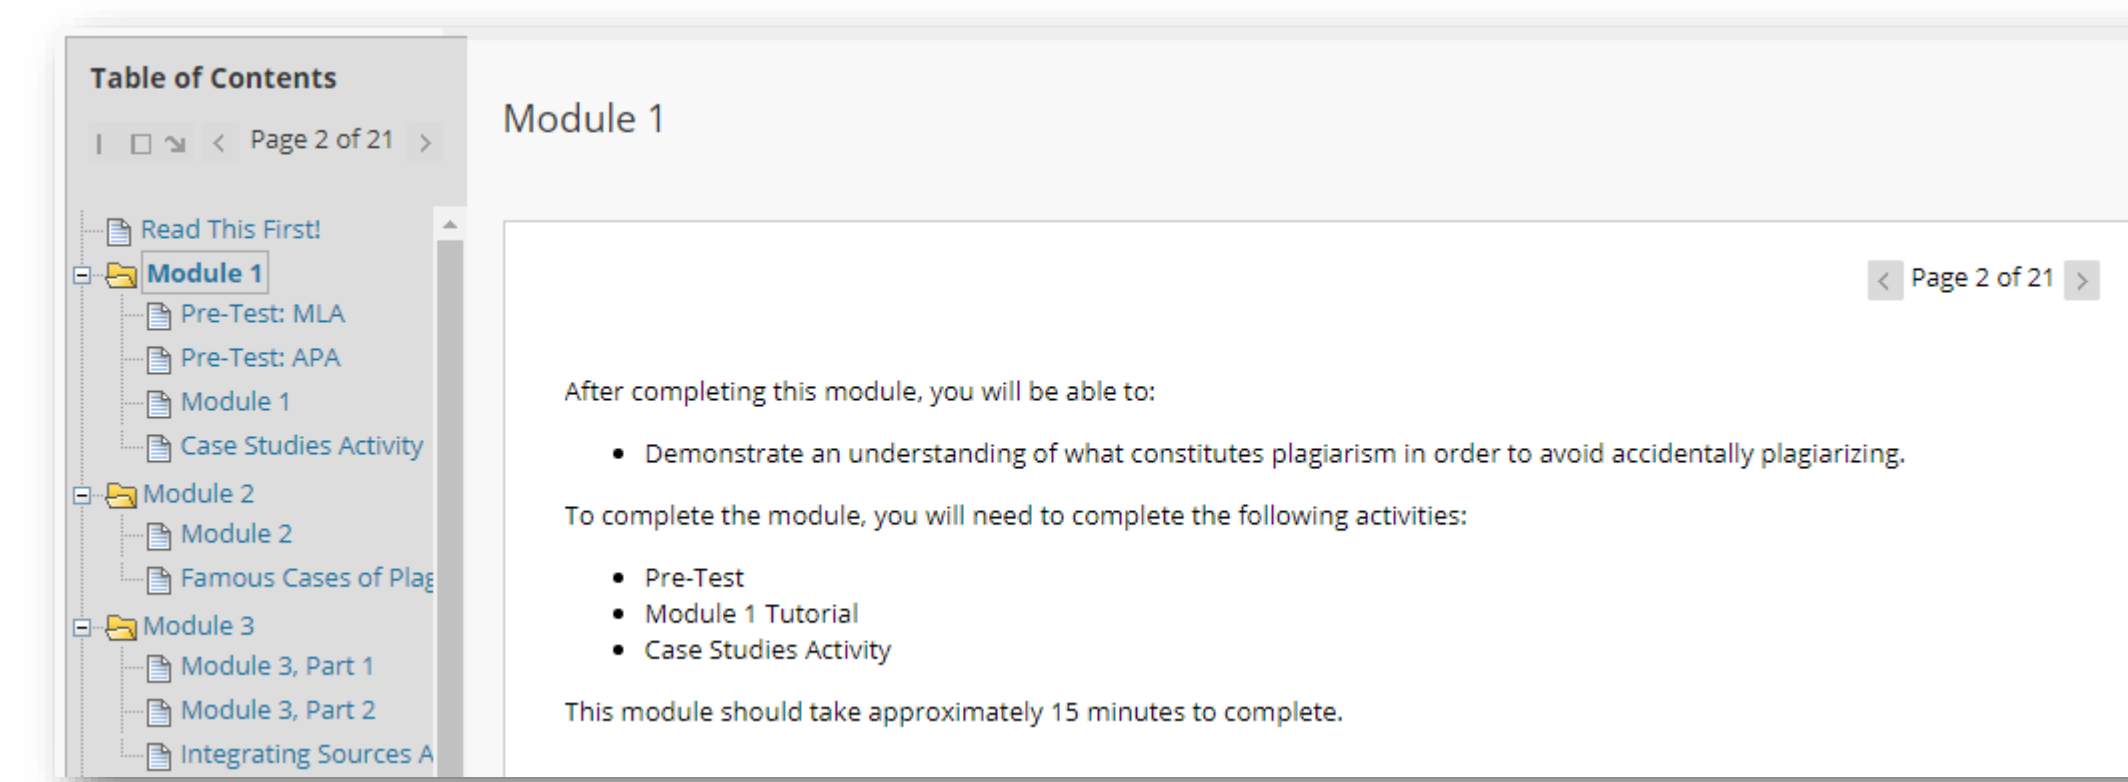 Table of Contents
Page 2 of 21
Read This First!
Module 1
Pre-Test: MLA
Pre-Test: APA
Module 1
Case Studies Activity
Module 2
Module 2
Famous Cases of
Module 3
Module 3, Part 1
Module 3, Part 2
Integrating Sources
Module 1
Page 2 of 21
After completing this module, you will be able to:
• Demonstrate an understanding of what constitutes plagiarism in order to avoid accidentally plagiarizing.
To complete the module, you will need to complete the following activities:
• Pre-Test
• Module 1 Tutorial
• Case Studies Activity
This module should take approximately 15 minutes to complete.